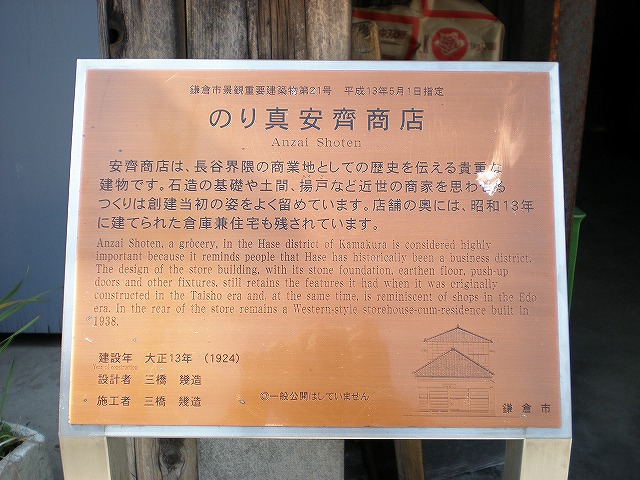 鎌倉市景観重要建築物第21号 平成13年5月1日指定
のり真安齊商店
Anzai Shoten
安齊商店は、長谷界隈の商業地としての歴史を伝える貴重な
建物です。石造の基礎や土間、揚戸など近世の商家を思わせる
つくりは創建当初の姿をよく留めています。店舗の奥には、昭和13年
に建てられた倉庫兼住宅も残されています。
Anzai Shoten, a grocery, in the Hase district of Kamakura is considered highly
important because it reminds people that Hase has historically been a business district.
The design of the store building, with its stone foundation, earthen floor, push-up
doors and other fixtures, still retains the features it had when it was originally
constructed in the Taisho era and, at the same time, is reminiscent of shops in the Edo
era. In the rear of the store remains a Western-style storehouse-cum-residence built in
1938.
建設年 大正13年 (1924)
Year of construction
設計者 三橋 幾造
施工者 三橋 幾造
◎一般公開はしていません
鎌倉市